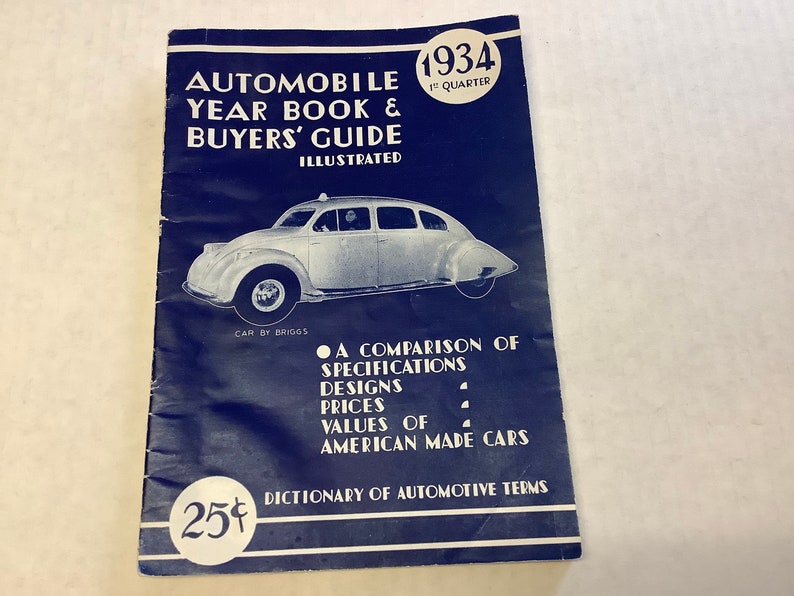 1934
1ST QUARTER
AUTOMOBILE
YEAR BOOK &
BUYERS' GUIDE
ILLUSTRATED
CAR BY BRIGGS
A COMPARISON OF
SPECIFICATIONS
DESIGNS
PRICES
VALUES OF
AMERICAN MADE CARS
DICTIONARY OF AUTOMOTIVE TERMS
25¢